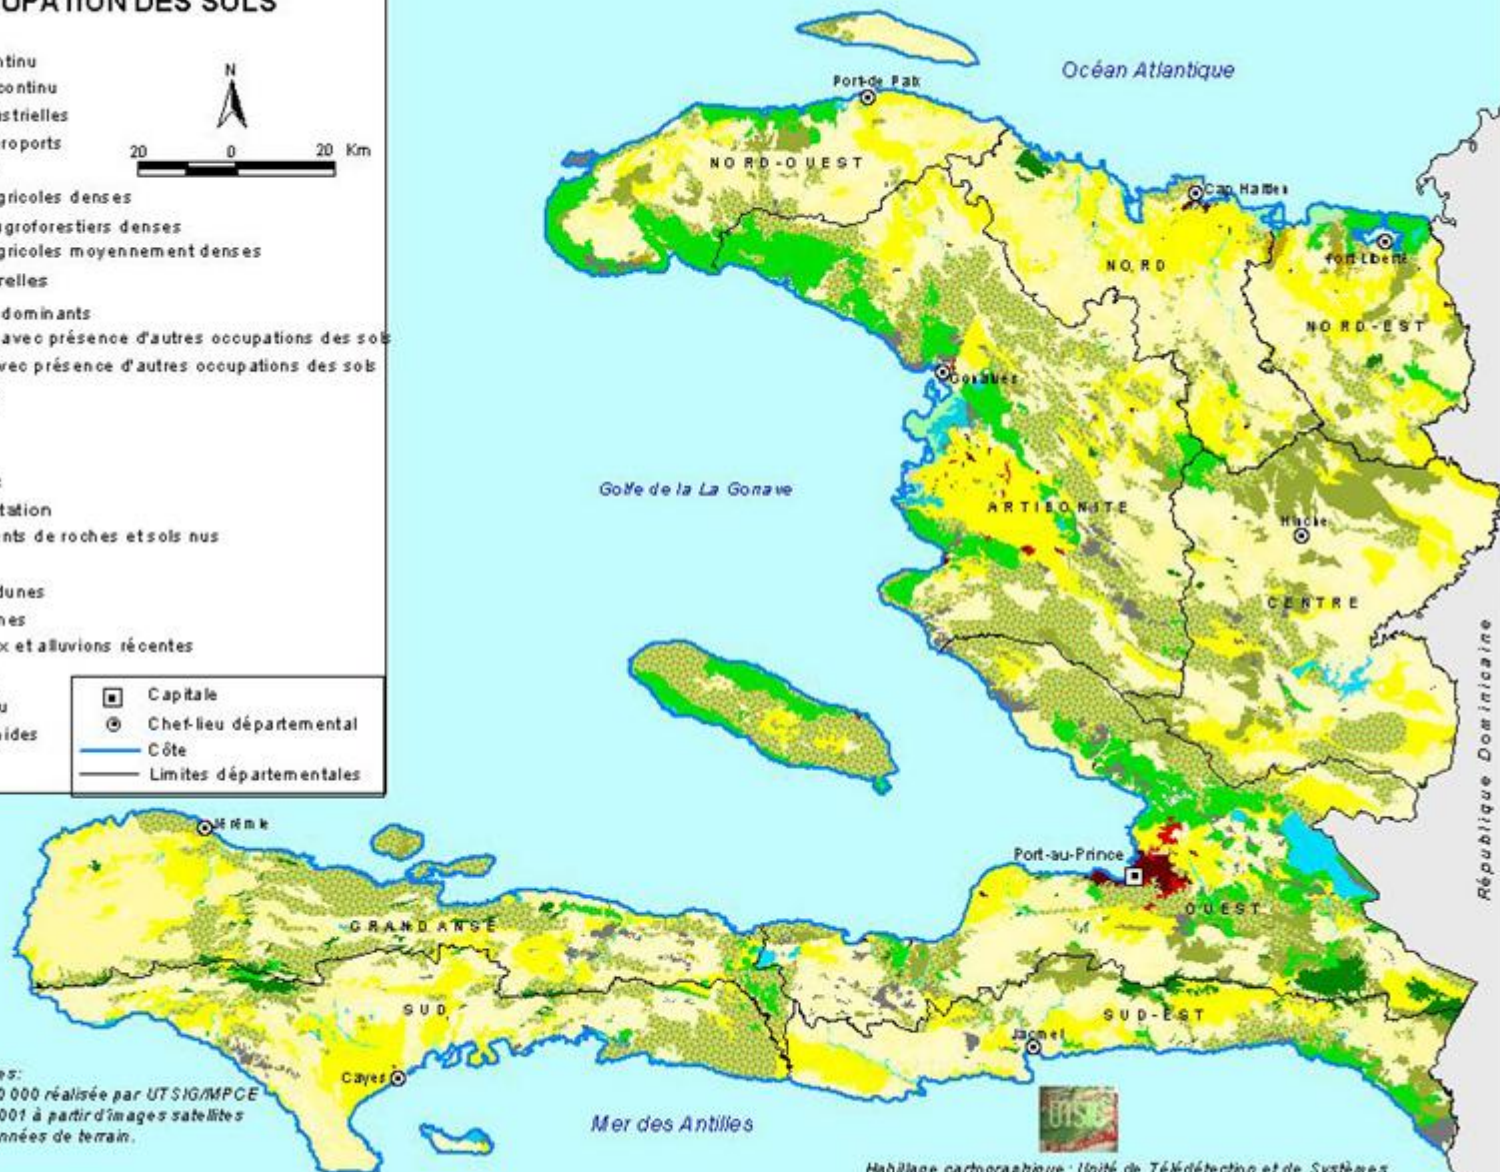 UPATION DES SOLS
ntinu
continu
ustrielles
roports
N
20 0 20 Km
gricoles denses
groforestiers denses
gricoles moyennement denses
relles
dominants
avec présence d'autres occupations des sols
vec présence d'autres occupations des sols
tation
nts de roches et sols nus
dunes
nes
x et alluvions récentes
u
ides
Capitale
Chef-lieu départemental
Côte
Limites départementales
Océan Atlantique
Port-de Paix
NORD-OUEST
Cap Haïtien
NORD
Fort-Liberté
NORD-EST
Gonaïves
Golfe de la La Gonave
ARTIBONITE
Hinche
CENTRE
République Dominicaine
Jérémie
Port-au-Prince
OUEST
GRANDANSE
SUD
SUD-EST
Jacmel
Cayes
es:
0 000 réalisée par UTSIG/MPCE
001 à partir d'images satellites
nnées de terrain.
Mer des Antilles
UTSIG
Habillage cartographique : Unité de Télédétection et de Systèmes